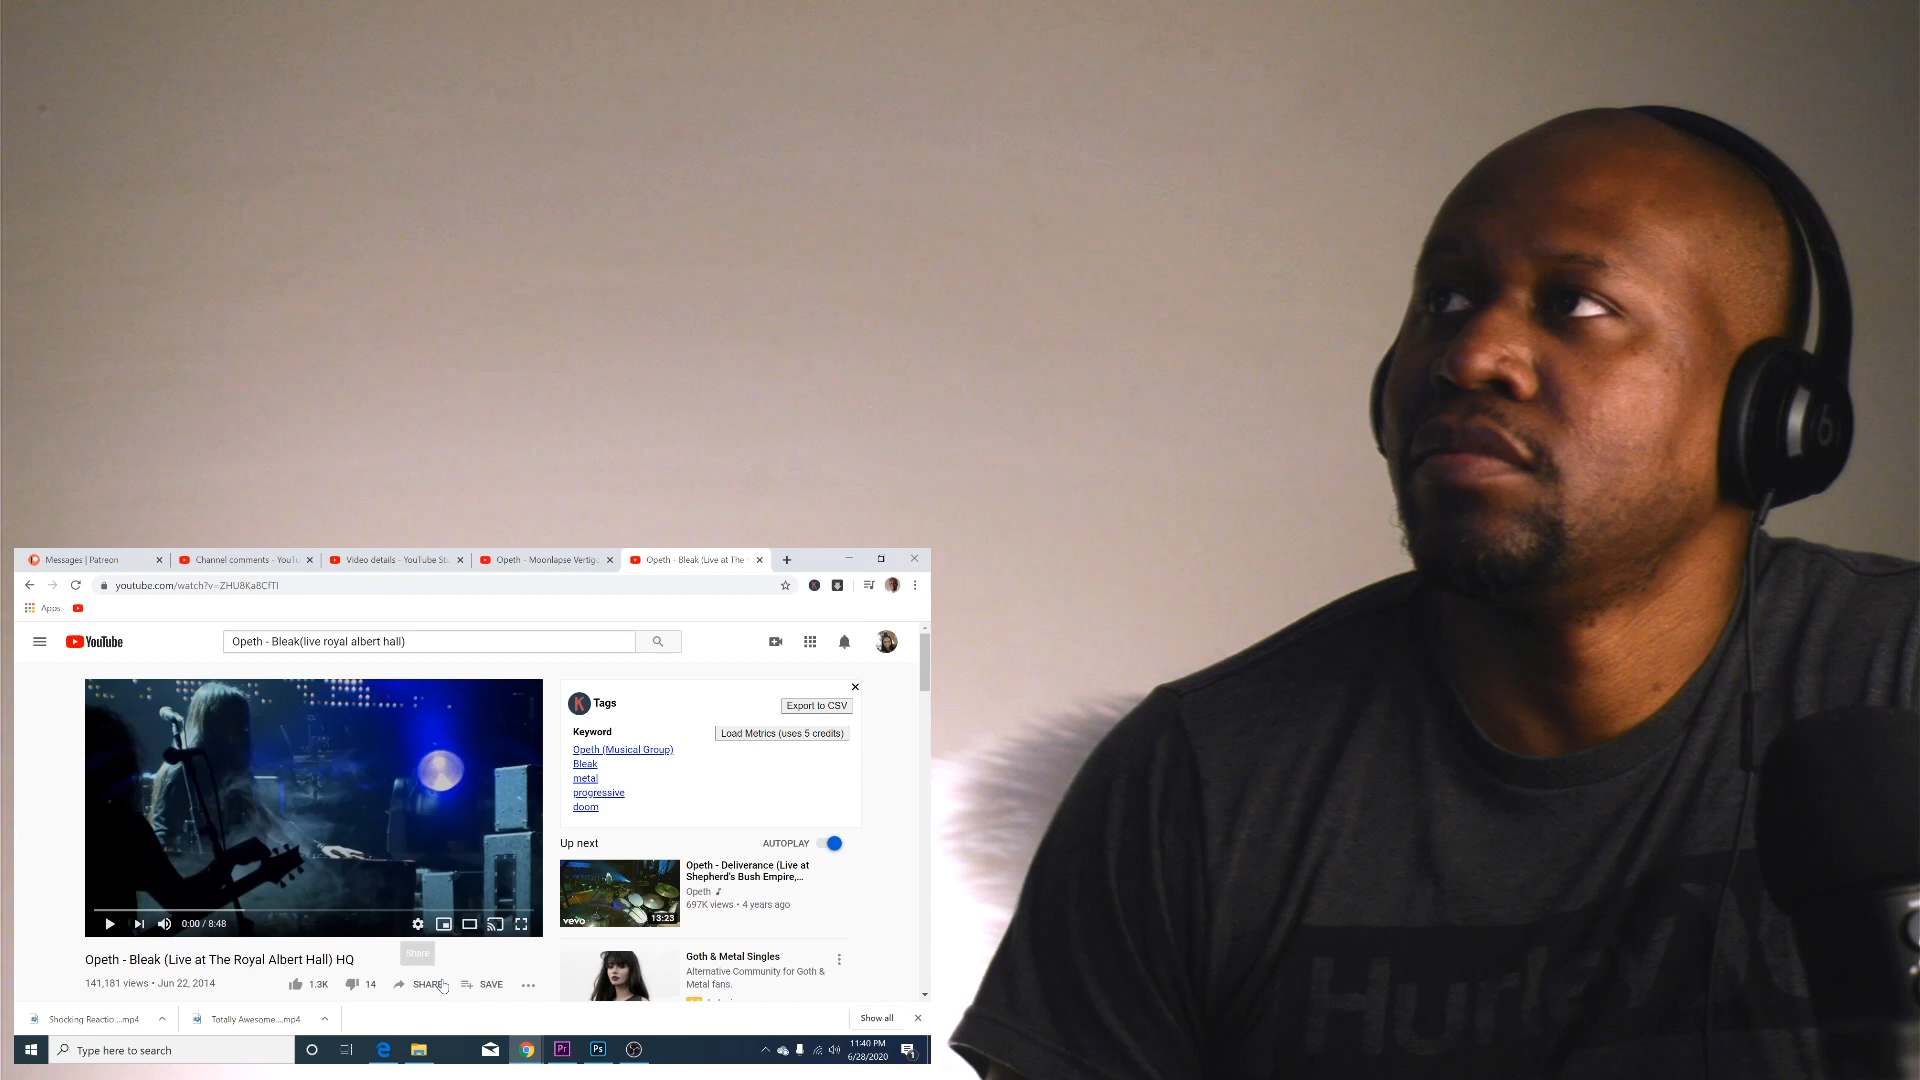 Messages | Patreon
Channel comments - YouTu
Video details - YouTube St
Opeth - Moonlapse Vertigo
Opeth - Bleak (Live at The
youtube.com/watch?v=ZHU8Ka8CfTI
Apps
YouTube
Opeth - Bleak(live royal albert hall)
K Tags
Export to CSV
Keyword
Load Metrics (uses 5 credits)
Opeth (Musical Group)
Bleak
metal
progressive
doom
Up next
AUTOPLAY
Opeth - Deliverance (Live at
Shepherd's Bush Empire,...
Opeth
697K views • 4 years ago
vevo
13:23
0:00 / 8:48
Share
Opeth - Bleak (Live at The Royal Albert Hall) HQ
141,181 views • Jun 22, 2014
1.3K
14
SHARE
SAVE
Goth & Metal Singles
Alternative Community for Goth &
Metal fans.
Shocking Reactio....mp4
Totally Awesome....mp4
Show all
Type here to search
Pr
Ps
11:40 PM
6/28/2020
1
Hurley